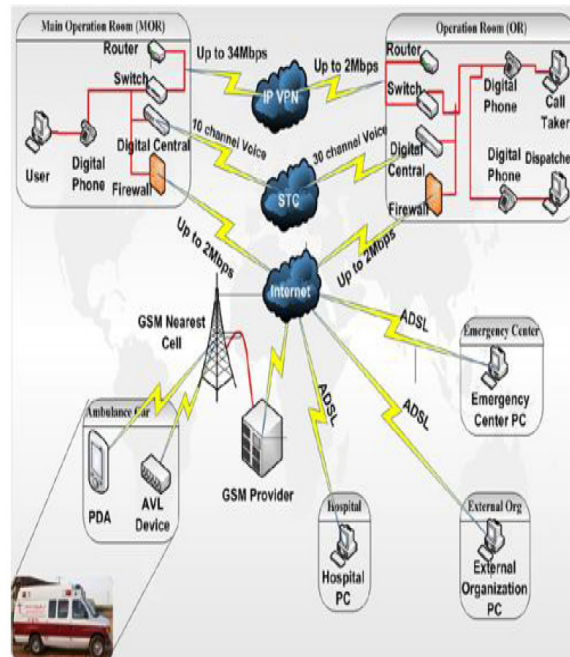 Main Operation Room (MOR)
Router
Switch
User
Digital
Phone
Digital Central
Firewall
Up to 34Mbps
IP VPN
Up to 2Mbps
10 channel Voice
STC
30 channel Voice
Up to 2Mbps
Internet
Up to 2Mbps
Operation Room (OR)
Router
Switch
Digital
Phone
Call
Taker
Digital
Central
Firewall
Digital
Phone
Dispatche
GSM Nearest
Cell
GSM Provider
Ambulance Car
PDA
AVL
Device
ADSL
Emergency Center
Emergency
Center PC
ADSL
Hospital
Hospital
PC
ADSL
External Org
External
Organization
PC